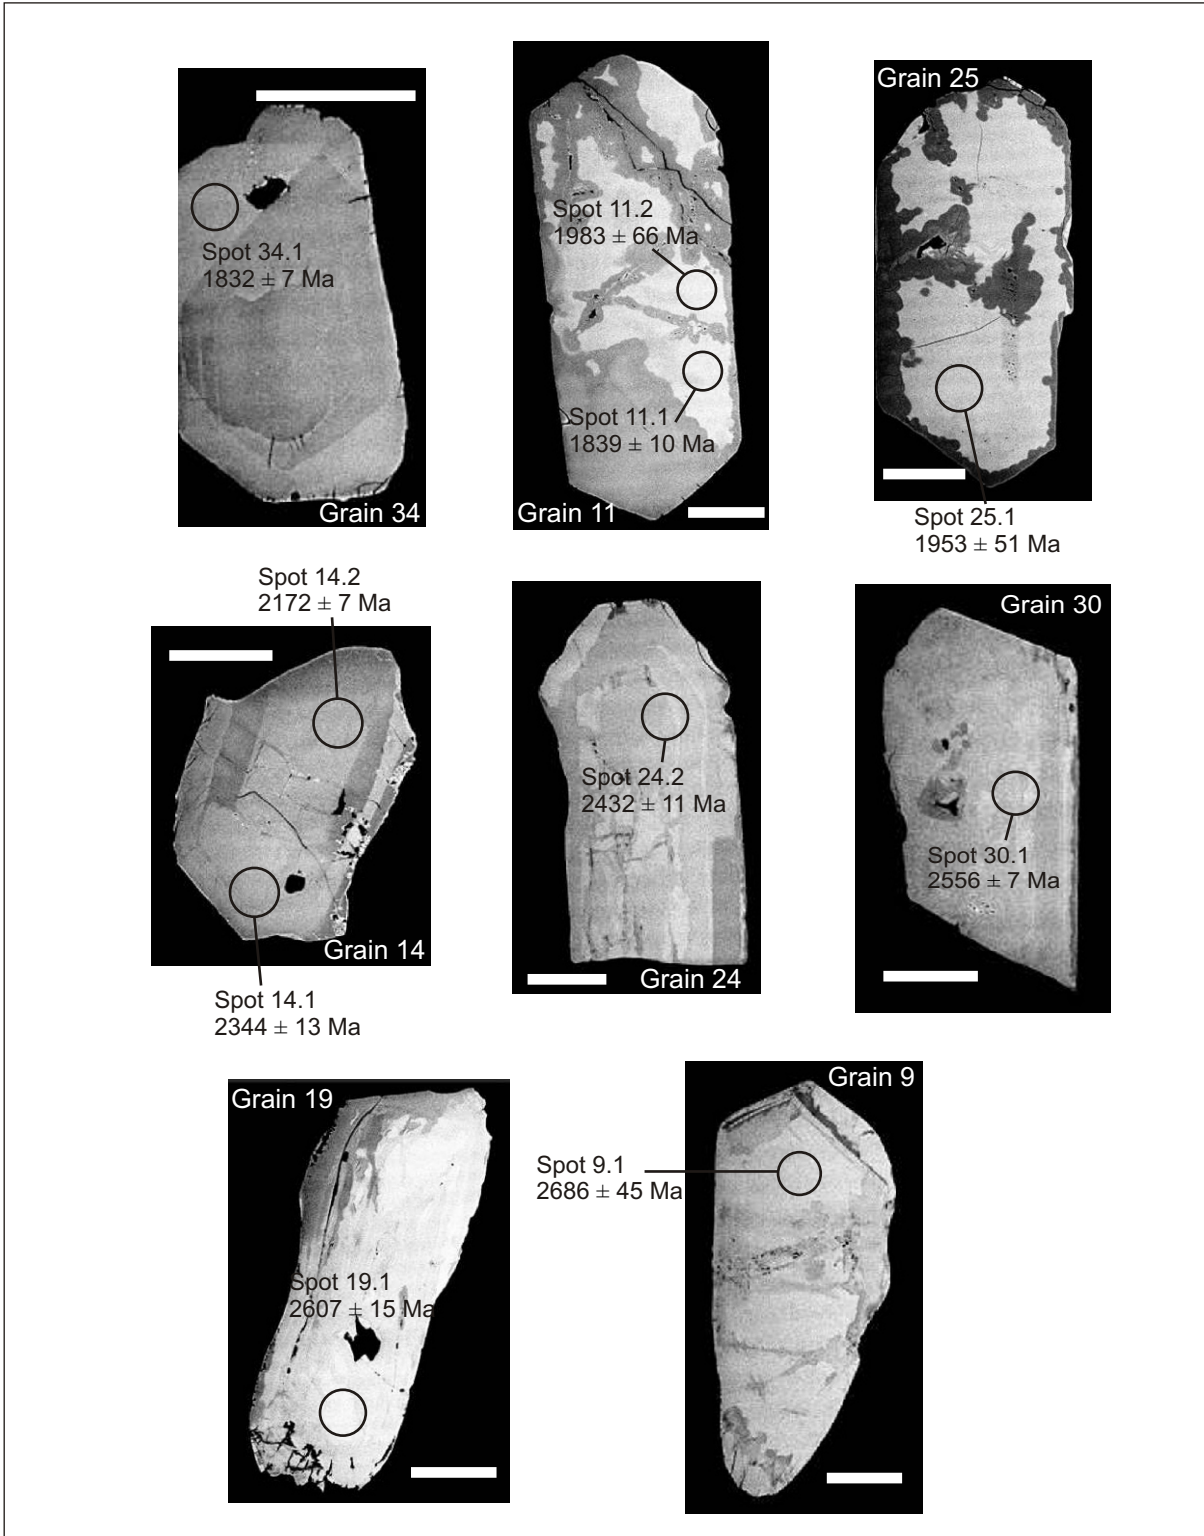 Spot 34.1
1832 ± 7 Ma
Grain 34
Spot 11.2
1983 ± 66 Ma
Spot 11.1
1839 ± 10 Ma
Grain 11
Grain 25
Spot 25.1
1953 ± 51 Ma
Spot 14.2
2172 ± 7 Ma
Grain 14
Spot 14.1
2344 ± 13 Ma
Spot 24.2
2432 ± 11 Ma
Grain 24
Grain 30
Spot 30.1
2556 ± 7 Ma
Grain 19
Spot 19.1
2607 ± 15 Ma
Grain 9
Spot 9.1
2686 ± 45 Ma